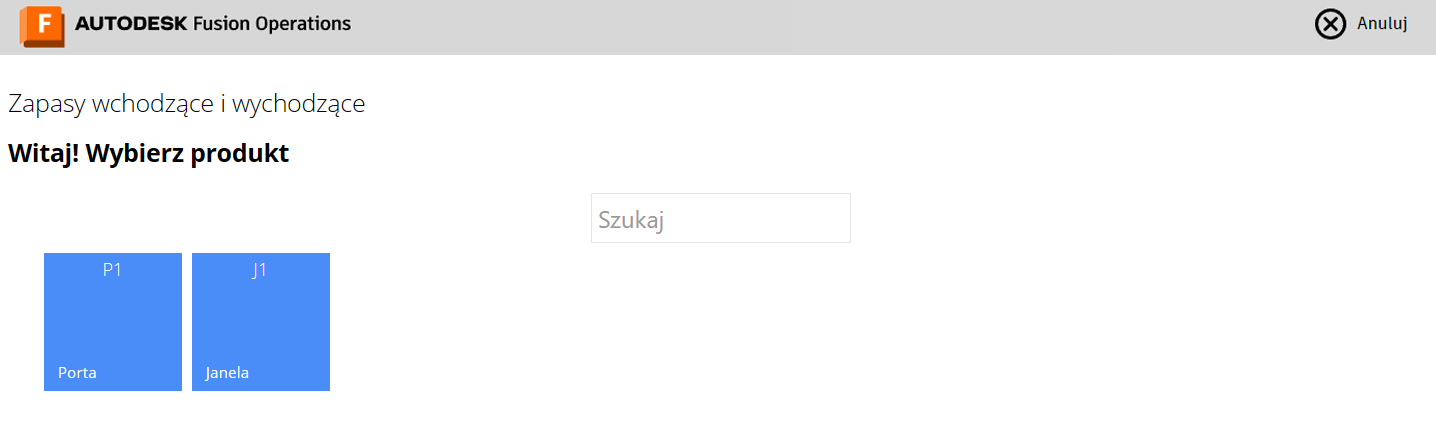 F AUTODESK Fusion Operations
Anuluj
Zapasy wchodzące i wychodzące
Witaj! Wybierz produkt
Szukaj
P1
Porta
J1
Janela